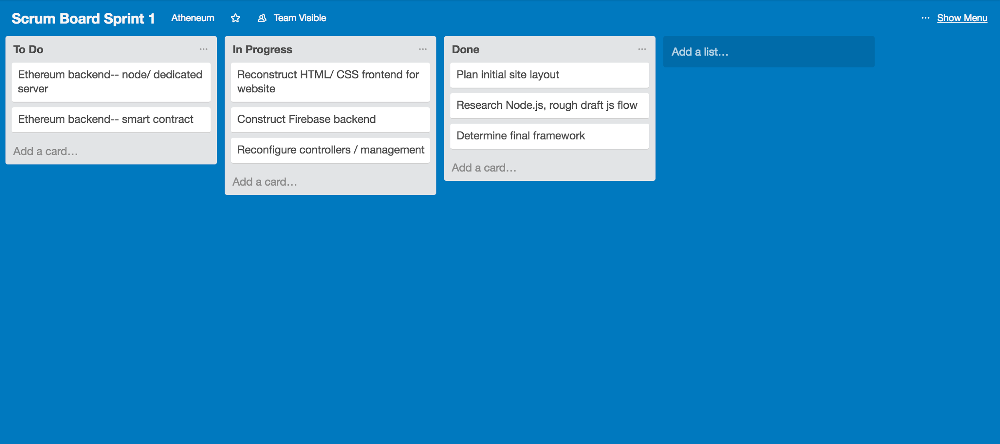 Scrum Board Sprint 1 Atheneum Team Visible ... Show Menu
To Do ...
Ethereum backend-- node/ dedicated
server
Ethereum backend-- smart contract
Add a card...
In Progress ...
Reconstruct HTML/ CSS frontend for
website
Construct Firebase backend
Reconfigure controllers / management
Add a card...
Done ...
Plan initial site layout
Research Node.js, rough draft js flow
Determine final framework
Add a card...
Add a list...